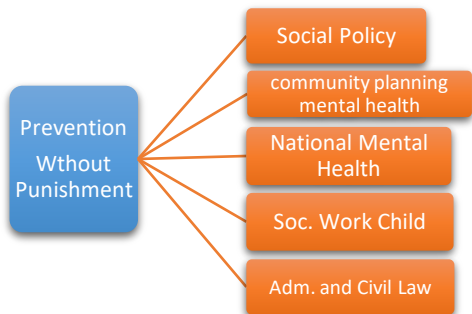 Prevention
Wthout
Punishment
Social Policy
community planning
mental health
National Mental
Health
Soc. Work Child
Adm. and Civil Law